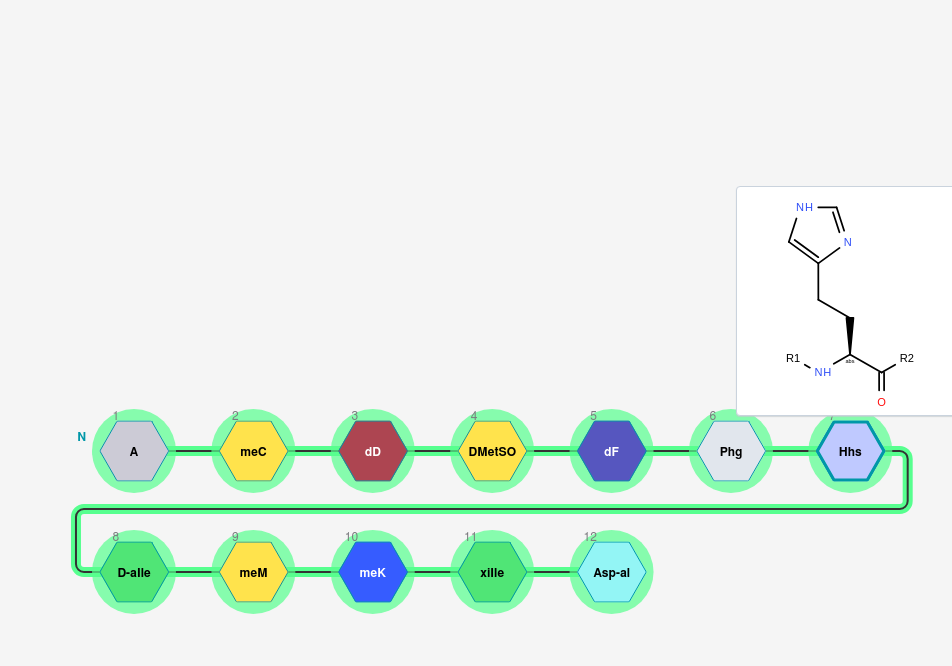 NH
N
R1
NH
abs
R2
O
1 2 3 4 5 6
N A meC dD DMetSO dF Phg Hhs
8 9 10 11 12
D-aIle meM meK xiIle Asp-al